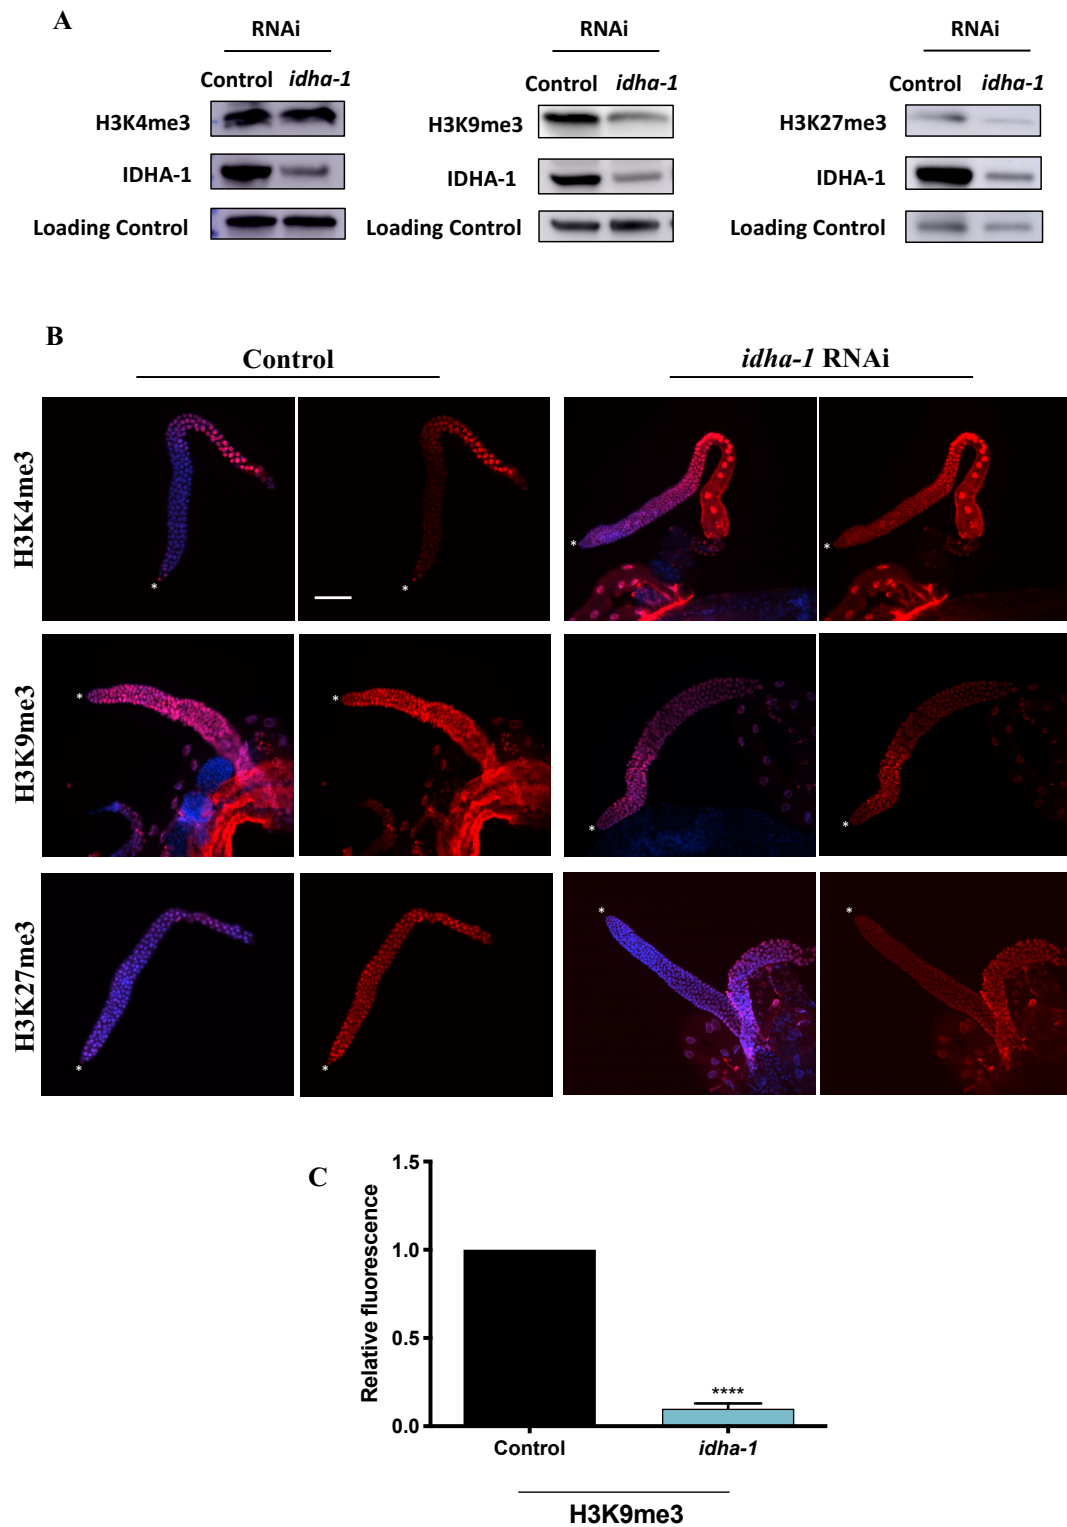 A
RNAi
Control idha-1
H3K4me3
IDHA-1
Loading Control
RNAi
Control idha-1
H3K9me3
IDHA-1
Loading Control
RNAi
Control idha-1
H3K27me3
IDHA-1
Loading Control
B
Control
idha-1 RNAi
H3K4me3
*
*
*
*
H3K9me3
*
*
*
*
H3K27me3
*
*
*
*
C
Relative fluorescence
1.5
1.0
0.5
0.0
****
Control
idha-1
H3K9me3